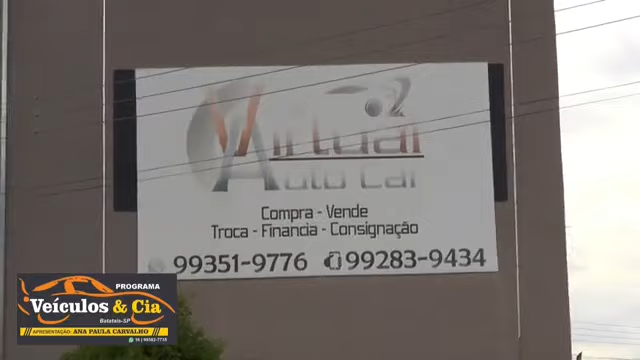 Virtual
Auto Car
Compra - Vende
Troca - Financia - Consignação
99351-9776 99283-9434
PROGRAMA
Veículos & Cia
Batatais-SP
APRESENTAÇÃO: ANA PAULA CARVALHO